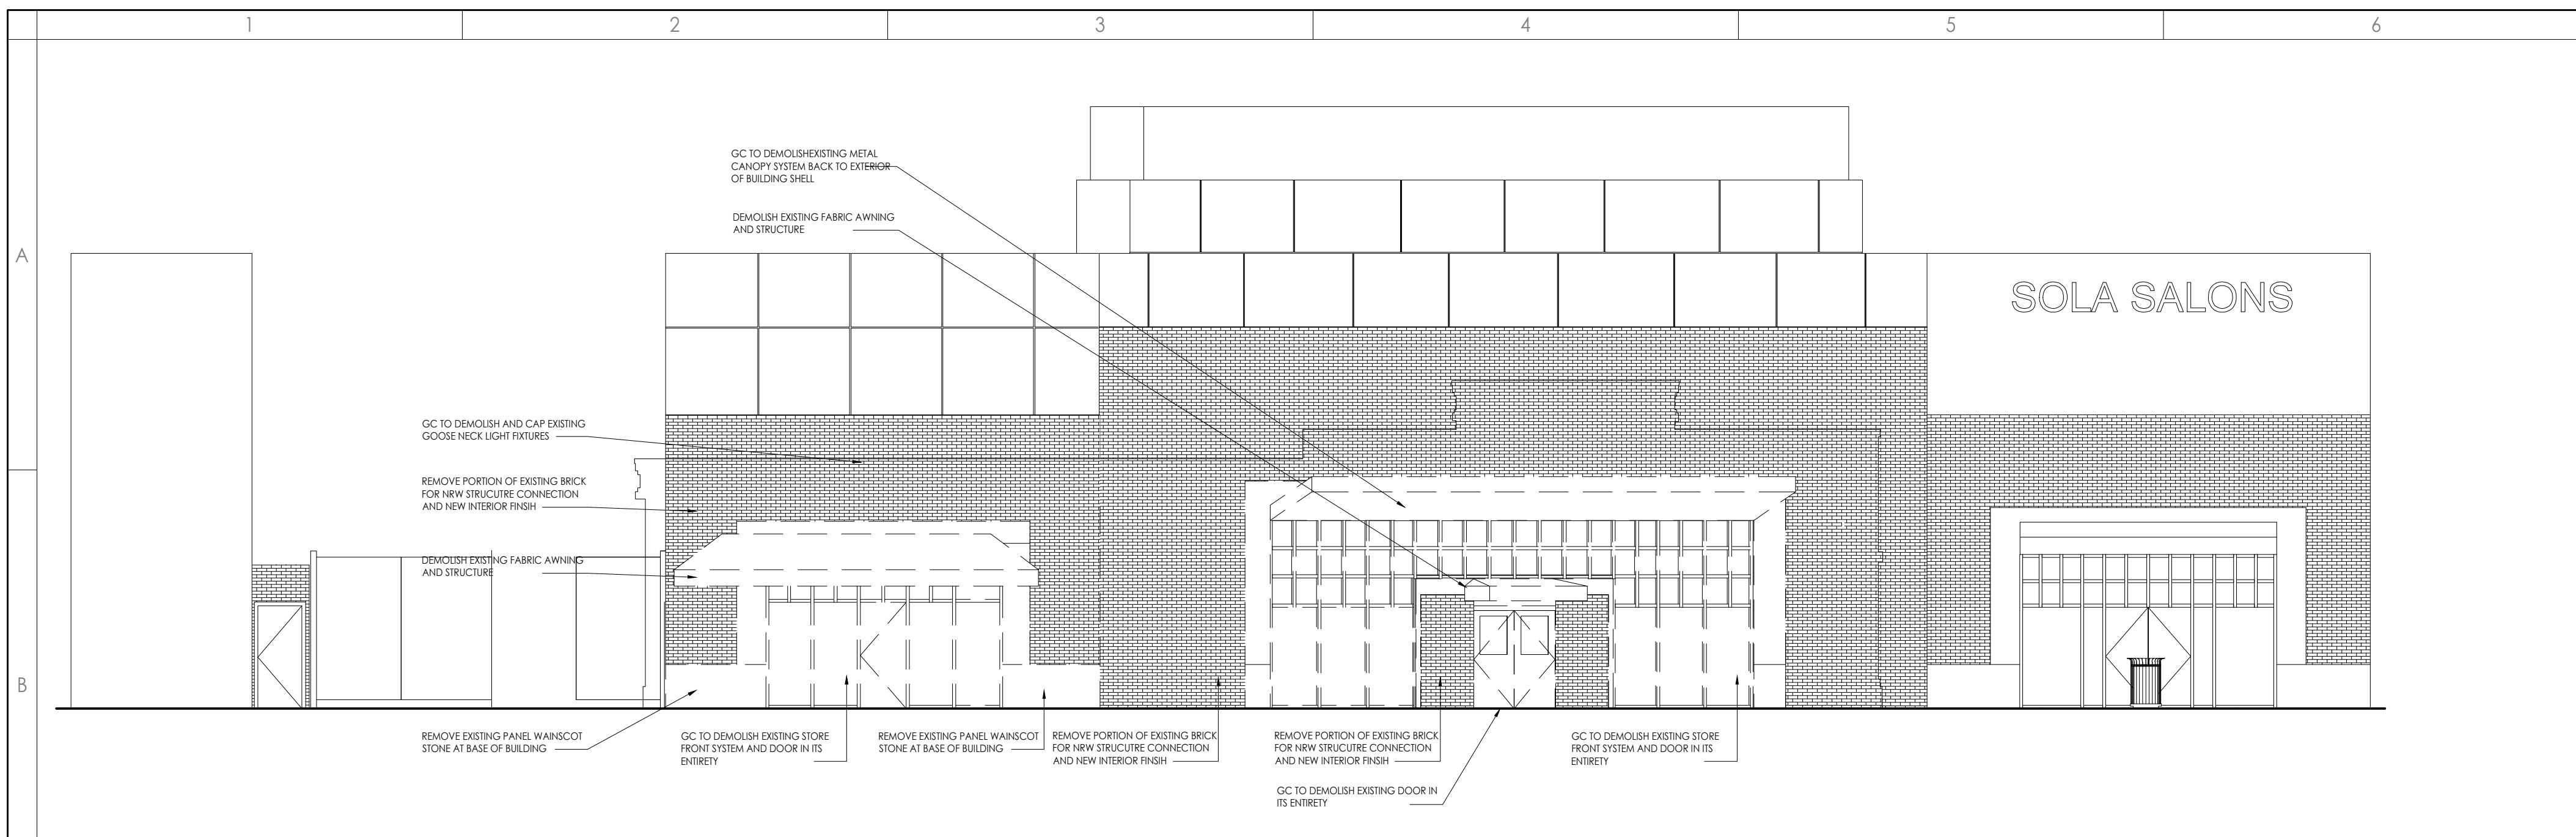 1
2
3
4
5
6
A
B
GC TO DEMOLISHEXISTING METAL
CANOPY SYSTEM BACK TO EXTERIOR
OF BUILDING SHELL
DEMOLISH EXISTING FABRIC AWNING
AND STRUCTURE
SOLA SALONS
GC TO DEMOLISH AND CAP EXISTING
GOOSE NECK LIGHT FIXTURES
REMOVE PORTION OF EXISTING BRICK
FOR NRW STRUCUTRE CONNECTION
AND NEW INTERIOR FINSIH
DEMOLISH EXISTING FABRIC AWNING
AND STRUCTURE
REMOVE EXISTING PANEL WAINSCOT
STONE AT BASE OF BUILDING
GC TO DEMOLISH EXISTING STORE
FRONT SYSTEM AND DOOR IN ITS
ENTIRETY
REMOVE EXISTING PANEL WAINSCOT
STONE AT BASE OF BUILDING
REMOVE PORTION OF EXISTING BRICK
FOR NRW STRUCUTRE CONNECTION
AND NEW INTERIOR FINSIH
REMOVE PORTION OF EXISTING BRICK
FOR NRW STRUCUTRE CONNECTION
AND NEW INTERIOR FINSIH
GC TO DEMOLISH EXISTING STORE
FRONT SYSTEM AND DOOR IN ITS
ENTIRETY
GC TO DEMOLISH EXISTING DOOR IN
ITS ENTIRETY